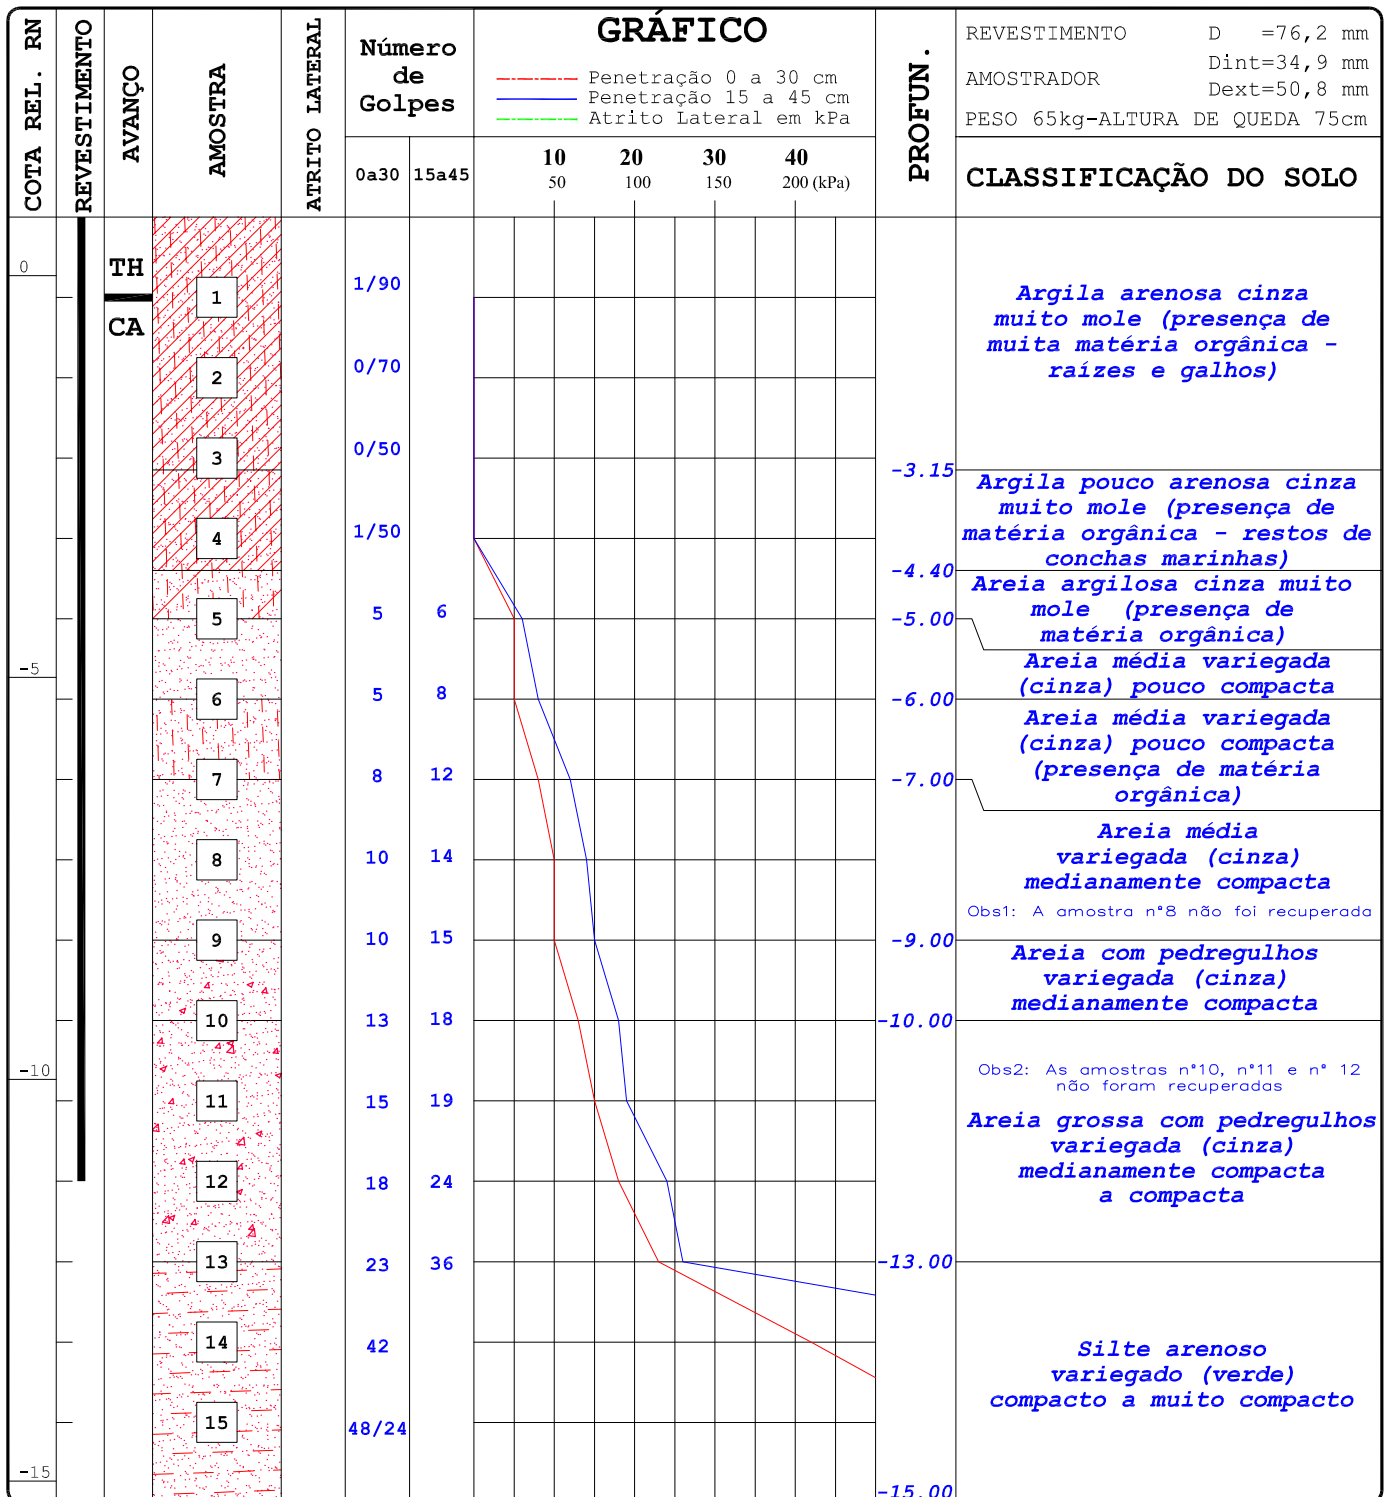 COTA REL. RN
REVESTIMENTO
AVANÇO
AMOSTRA
ATRITO LATERAL
Número
de
Golpes
0a30 15a45
GRÁFICO
Penetração 0 a 30 cm
Penetração 15 a 45 cm
Atrito Lateral em kPa
10 20 30 40
50 100 150 200 (kPa)
PROFUN.
REVESTIMENTO D =76,2 mm
Dint=34,9 mm
AMOSTRADOR
Dext=50,8 mm
PESO 65kg-ALTURA DE QUEDA 75cm
CLASSIFICAÇÃO DO SOLO
0
TH
CA
1
1/90
Argila arenosa cinza
muito mole (presença de
muita matéria orgânica -
raízes e galhos)
2
0/70
3
0/50
-3.15
Argila pouco arenosa cinza
muito mole (presença de
matéria orgânica - restos de
conchas marinhas)
4
1/50
-4.40
Areia argilosa cinza muito
mole (presença de
matéria orgânica)
5
5 6
-5.00
-5
Areia média variegada
(cinza) pouco compacta
6
5 8
-6.00
Areia média variegada
(cinza) pouco compacta
(presença de matéria
orgânica)
7
8 12
-7.00
Areia média
variegada (cinza)
medianamente compacta
8
10 14
Obs1: A amostra n°8 não foi recuperada
9
10 15
-9.00
Areia com pedregulhos
variegada (cinza)
medianamente compacta
10
13 18
-10.00
-10
Obs2: As amostras n°10, n°11 e n° 12
não foram recuperadas
11
15 19
Areia grossa com pedregulhos
variegada (cinza)
medianamente compacta
a compacta
12
18 24
13
23 36
-13.00
14
42
Silte arenoso
variegado (verde)
compacto a muito compacto
15
48/24
-15
-15.00